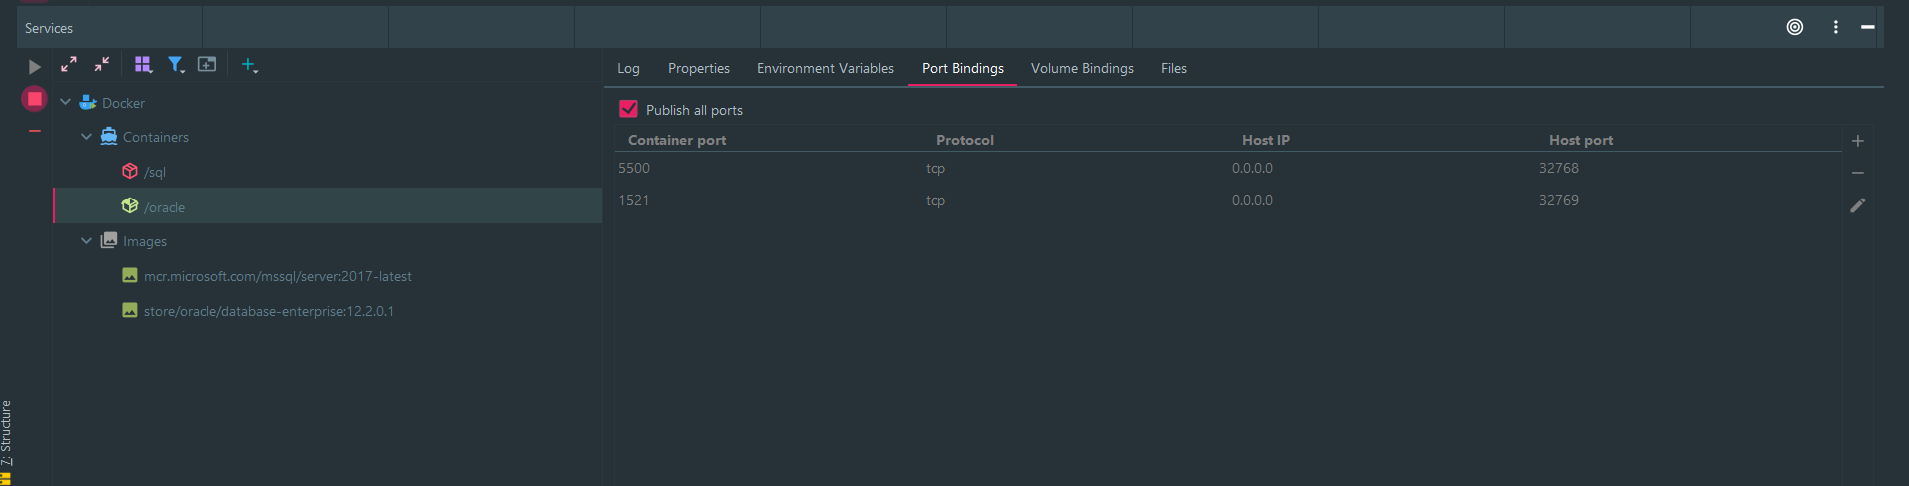 Services
Log Properties Environment Variables Port Bindings Volume Bindings Files
Docker
Containers
/sql
/oracle
Images
mcr.microsoft.com/mssql/server:2017-latest
store/oracle/database-enterprise:12.2.0.1
Publish all ports
Container port Protocol Host IP Host port
5500 tcp 0.0.0.0 32768
1521 tcp 0.0.0.0 32769
7: Structure